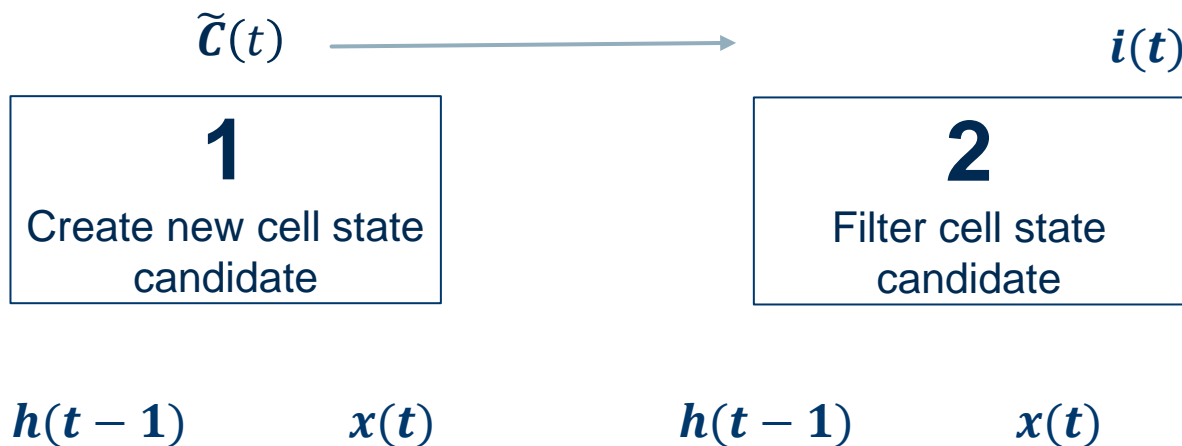 C̃(t) i(t)
1
Create new cell state
candidate
2
Filter cell state
candidate
h(t − 1) x(t) h(t − 1) x(t)